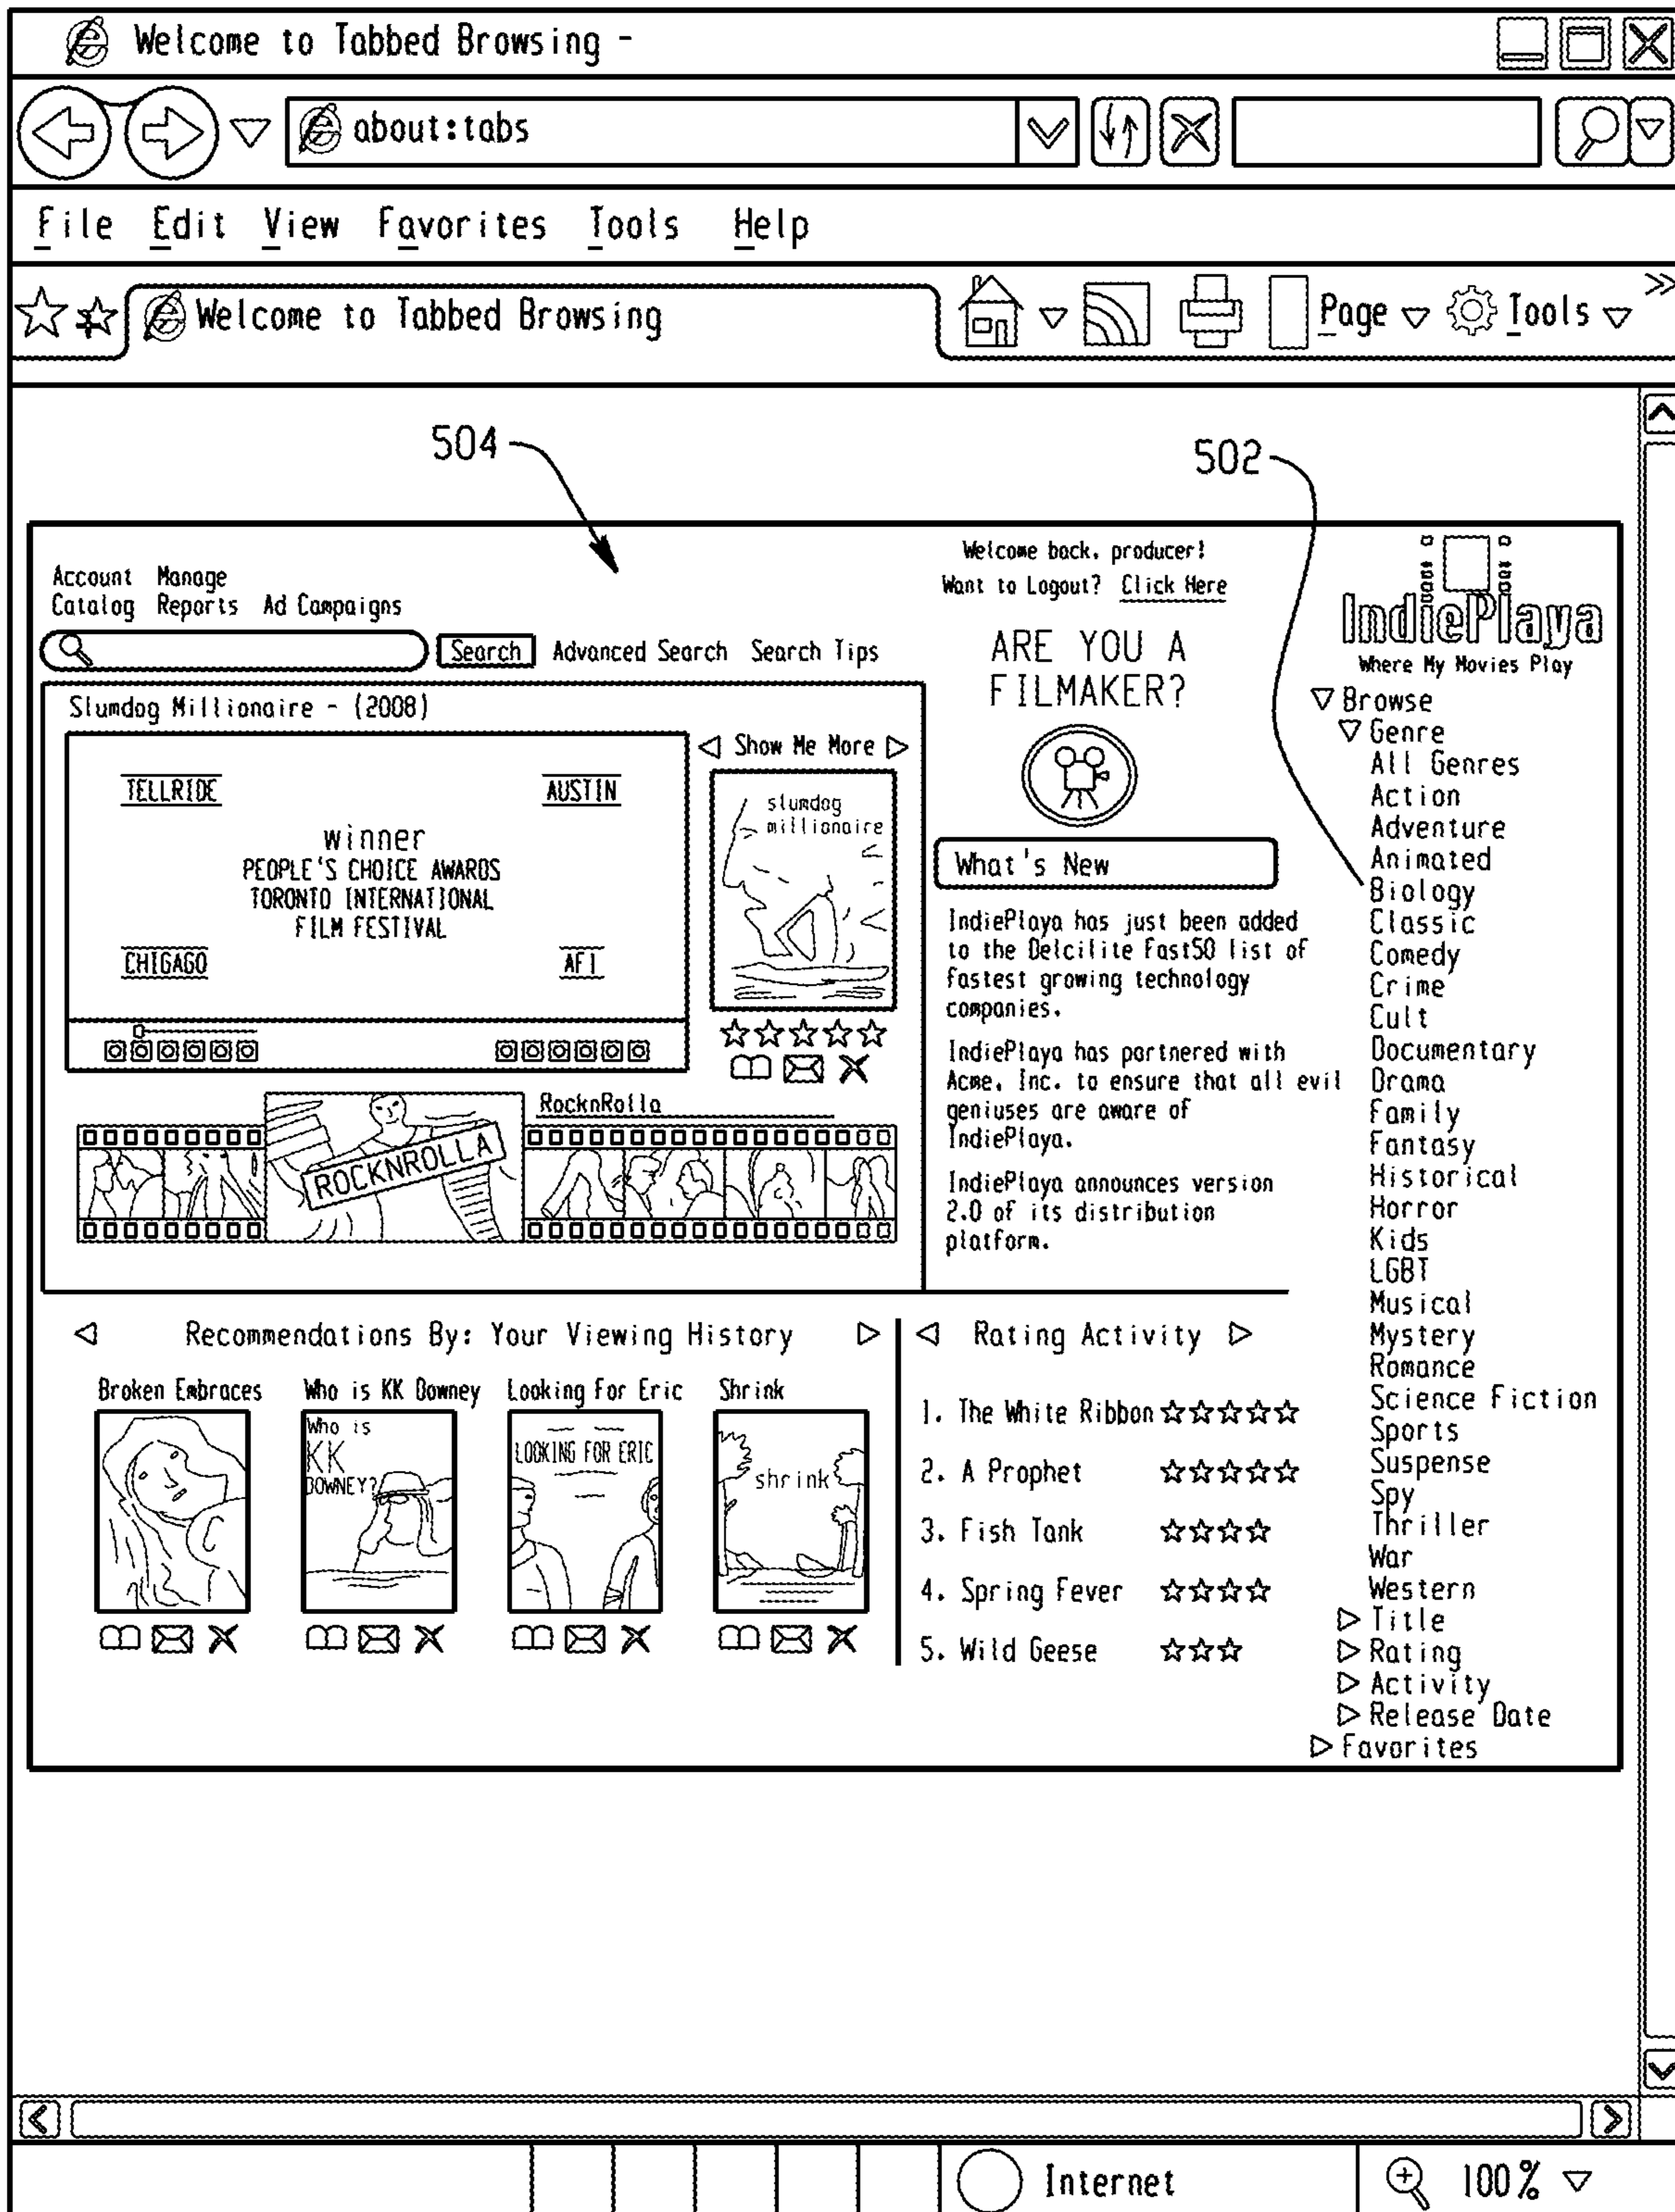 Welcome to Tabbed Browsing -
about:tabs
File Edit View Favorites Tools Help
Welcome to Tabbed Browsing
Page Tools
504
502
Account Manage
Catalog Reports Ad Campaigns
Search Advanced Search Search Tips
Slumdog Millionaire - (2008)
TELLRIDE AUSTIN
winner
PEOPLE'S CHOICE AWARDS
TORONTO INTERNATIONAL
FILM FESTIVAL
CHIGAGO AFI
Show Me More
slumdog
millionaire
RocknRolla
ROCKNROLLA
Welcome back, producer!
Want to Logout? Click Here
ARE YOU A
FILMAKER?
What's New
IndiePlaya has just been added
to the Delcilite Fast50 list of
fastest growing technology
companies.
IndiePlaya has partnered with
Acme, Inc. to ensure that all evil
geniuses are aware of
IndiePlaya.
IndiePlaya announces version
2.0 of its distribution
platform.
IndiePlaya
Where My Movies Play
Browse
Genre
All Genres
Action
Adventure
Animated
Biology
Classic
Comedy
Crime
Cult
Documentary
Drama
Family
Fantasy
Historical
Horror
Kids
LGBT
Musical
Mystery
Romance
Science Fiction
Sports
Suspense
Spy
Thriller
War
Western
Title
Rating
Activity
Release Date
Favorites
Recommendations By: Your Viewing History
Broken Embraces Who is KK Downey Looking For Eric Shrink
Who is
KK
DOWNEY?
LOOKING FOR ERIC
shrink
Rating Activity
1. The White Ribbon
2. A Prophet
3. Fish Tank
4. Spring Fever
5. Wild Geese
Internet 100%